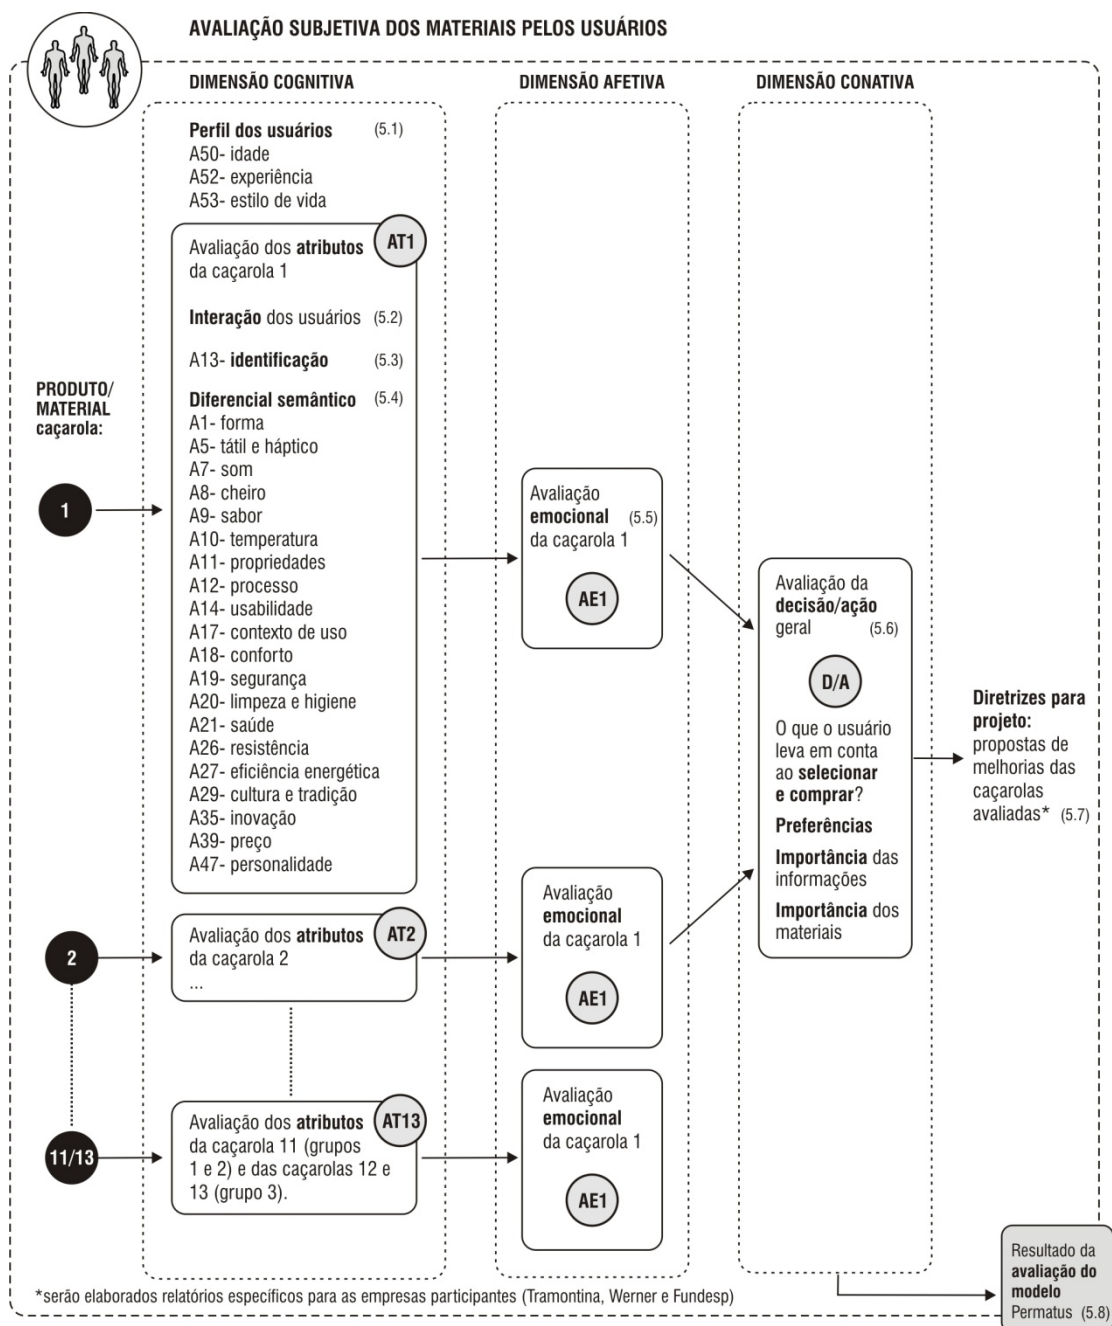 AVALIAÇÃO SUBJETIVA DOS MATERIAIS PELOS USUÁRIOS
DIMENSÃO COGNITIVA
DIMENSÃO AFETIVA
DIMENSÃO CONATIVA
Perfil dos usuários (5.1)
A50- idade
A52- experiência
A53- estilo de vida
AT1
Avaliação dos atributos
da caçarola 1
Interação dos usuários (5.2)
A13- identificação (5.3)
Diferencial semântico (5.4)
A1- forma
A5- tátil e háptico
A7- som
A8- cheiro
A9- sabor
A10- temperatura
A11- propriedades
A12- processo
A14- usabilidade
A17- contexto de uso
A18- conforto
A19- segurança
A20- limpeza e higiene
A21- saúde
A26- resistência
A27- eficiência energética
A29- cultura e tradição
A35- inovação
A39- preço
A47- personalidade
PRODUTO/
MATERIAL
caçarola:
1
Avaliação
emocional (5.5)
da caçarola 1
AE1
Avaliação da
decisão/ação
geral (5.6)
D/A
O que o usuário
leva em conta
ao selecionar
e comprar?
Preferências
Importância das
informações
Importância dos
materiais
Diretrizes para
projeto:
propostas de
melhorias das
caçarolas
avaliadas* (5.7)
2
Avaliação dos atributos
da caçarola 2
...
AT2
Avaliação
emocional
da caçarola 1
AE1
11/13
Avaliação dos atributos
da caçarola 11 (grupos
1 e 2) e das caçarolas 12 e
13 (grupo 3).
AT13
Avaliação
emocional
da caçarola 1
AE1
Resultado da
avaliação do
modelo
Permatus (5.8)
*serão elaborados relatórios específicos para as empresas participantes (Tramontina, Werner e Fundesp)